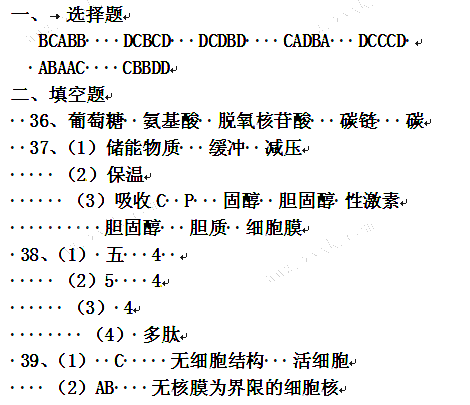 一、→选择题
BCABB····DCBCD···DCDBD····CADBA···DCCCD·
·ABAAC····CBBDD
二、填空题
··36、葡萄糖··氨基酸··脱氧核苷酸···碳链···碳
··37、(1)储能物质···缓冲··减压
·····(2)保温
······(3)吸收C··P···固醇··胆固醇·性激素
··········胆固醇···胆质··细胞膜
·38、(1)·五···4··
·····(2)5····4
······(3)·4
········(4)·多肽
·39、(1)··C·····无细胞结构···活细胞
····(2)AB····无核膜为界限的细胞核